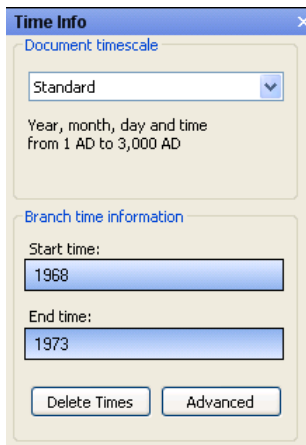 Time Info
Document timescale
Standard
Year, month, day and time
from 1 AD to 3,000 AD
Branch time information
Start time:
1968
End time:
1973
Delete Times Advanced